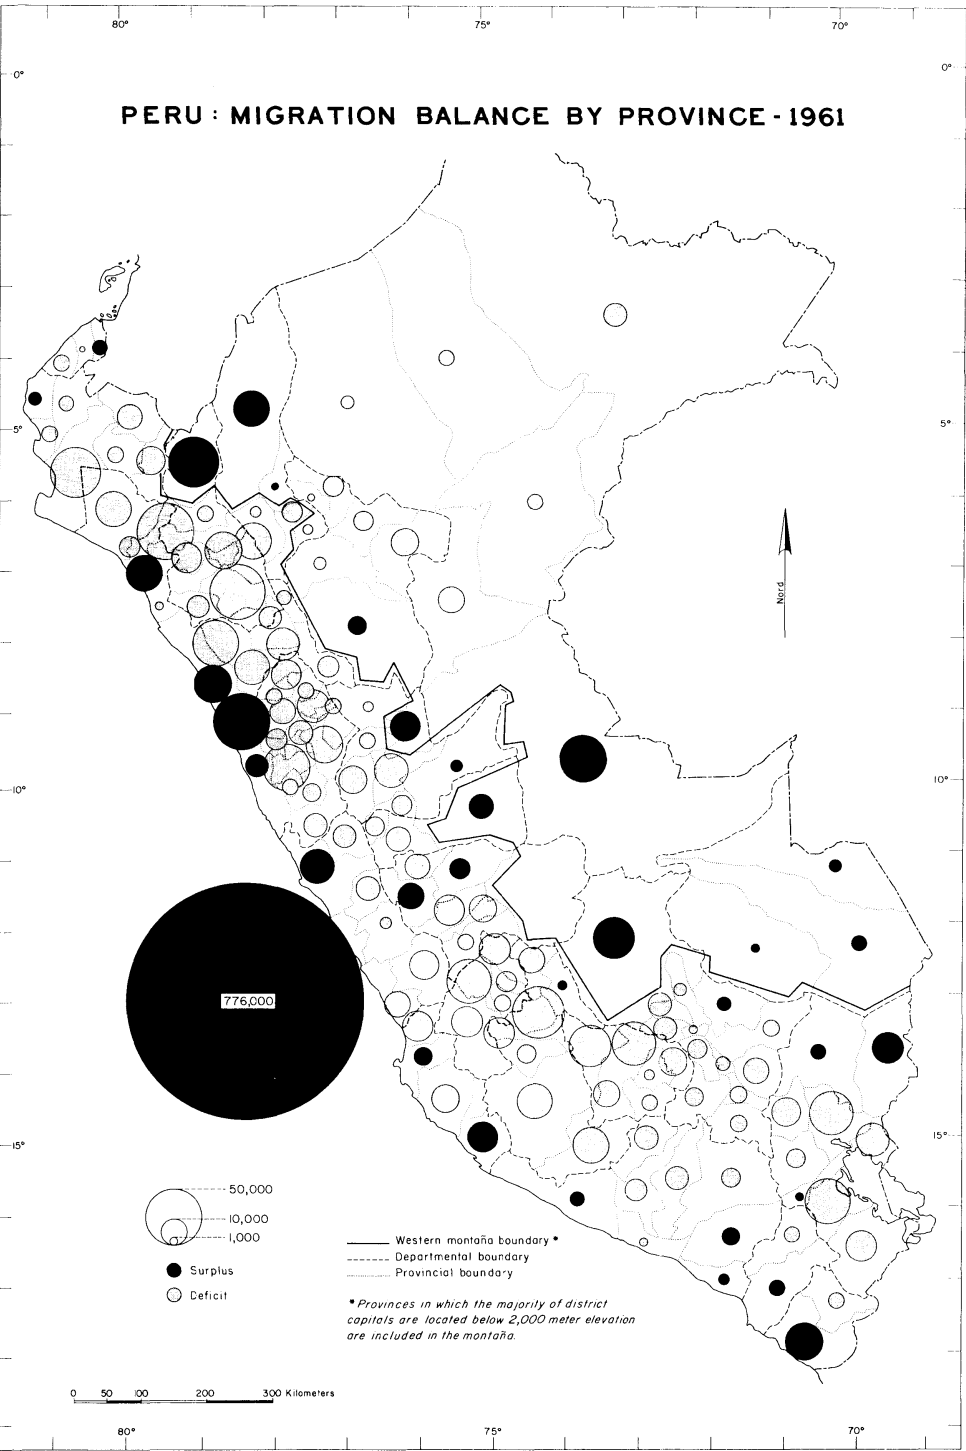 80° 75° 70°
0° 0°
PERU : MIGRATION BALANCE BY PROVINCE - 1961
5° 5°
Nord
10° 10°
776,000
15° 15°
50,000
10,000
1,000
Surplus
Deficit
Western montaña boundary *
Departmental boundary
Provincial boundary
* Provinces in which the majority of district
capitals are located below 2,000 meter elevation
are included in the montaña.
0 50 100 200 300 Kilometers
80° 75° 70°